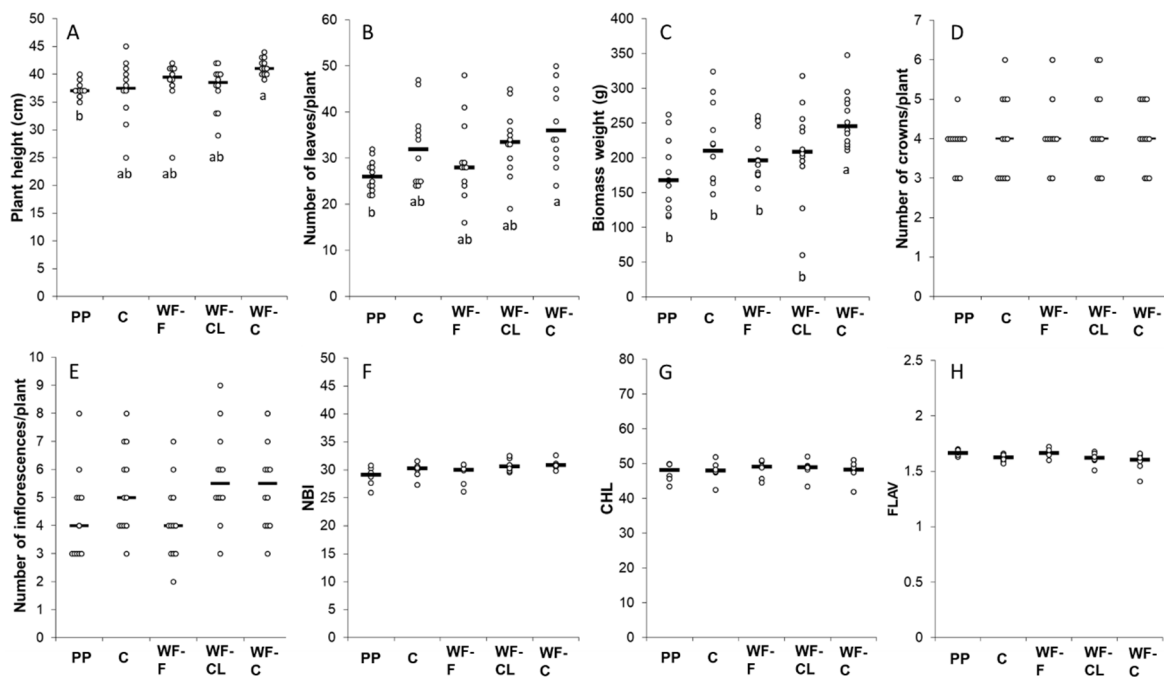 A
Plant height (cm)
50
45
40
35
30
25
20
15
10
5
0
b
ab
ab
ab
a
PP
C
WF-
F
WF-
CL
WF-
C
B
Number of leaves/plant
60
50
40
30
20
10
0
b
ab
ab
ab
a
PP
C
WF-
F
WF-
CL
WF-
C
C
Biomass weight (g)
400
350
300
250
200
150
100
50
0
b
b
b
b
a
PP
C
WF-
F
WF-
CL
WF-
C
D
Number of crowns/plant
7
6
5
4
3
2
1
0
PP
C
WF-
F
WF-
CL
WF-
C
E
Number of inflorescences/plant
10
9
8
7
6
5
4
3
2
1
0
PP
C
WF-
F
WF-
CL
WF-
C
F
NBI
50
45
40
35
30
25
20
15
10
5
0
PP
C
WF-
F
WF-
CL
WF-
C
G
CHL
80
70
60
50
40
30
20
10
0
PP
C
WF-
F
WF-
CL
WF-
C
H
FLAV
2.5
2
1.5
1
0.5
0
PP
C
WF-
F
WF-
CL
WF-
C